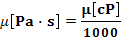 μ[Pa · s] = μ[cP] / 1000